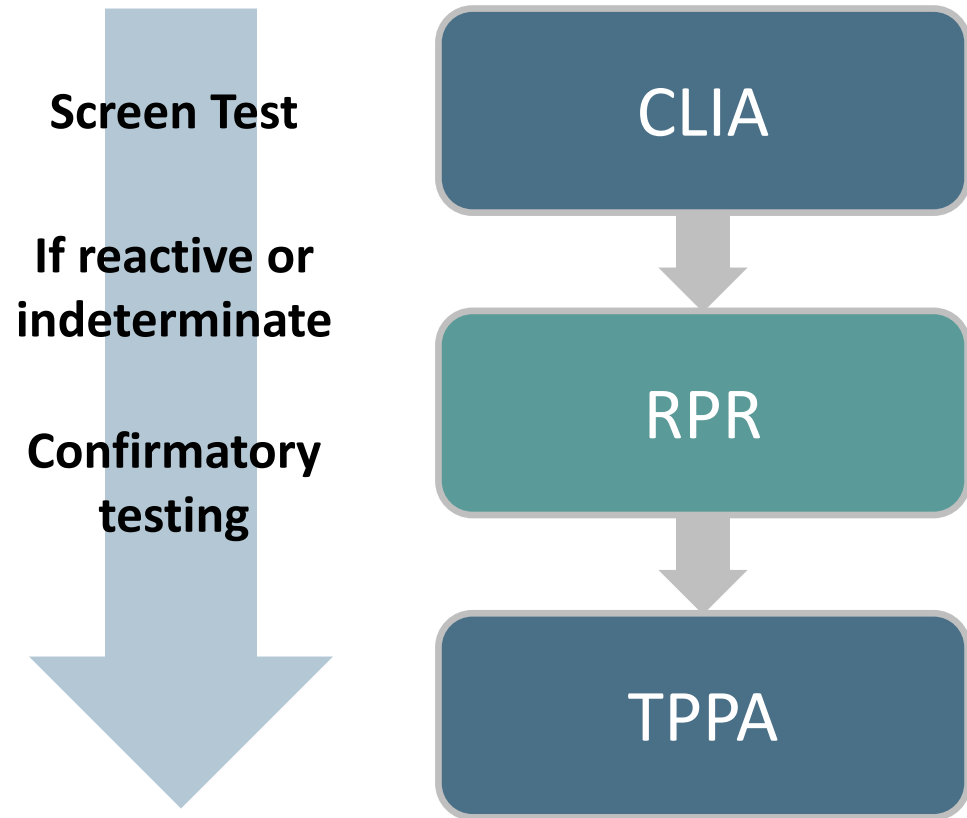 Screen Test
CLIA
If reactive or
indeterminate
RPR
Confirmatory
testing
TPPA